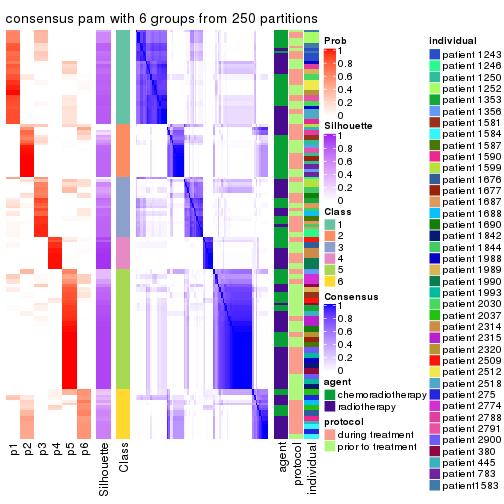 consensus pam with 6 groups from 250 partitions
Prob
1
0.8
0.6
0.4
0.2
0
Silhouette
1
0.8
0.6
0.4
0.2
0
Class
1
2
3
4
5
6
Consensus
1
0.8
0.6
0.4
0.2
0
agent
chemoradiotherapy
radiotherapy
protocol
during treatment
prior to treatment
individual
patient 1243
patient 1246
patient 1250
patient 1252
patient 1353
patient 1356
patient 1581
patient 1584
patient 1587
patient 1590
patient 1599
patient 1676
patient 1677
patient 1687
patient 1688
patient 1690
patient 1842
patient 1844
patient 1988
patient 1989
patient 1990
patient 1993
patient 2030
patient 2037
patient 2314
patient 2315
patient 2320
patient 2509
patient 2512
patient 2518
patient 275
patient 2774
patient 2788
patient 2791
patient 2900
patient 380
patient 445
patient 783
patient1583
p1
p2
p3
p4
p5
p6
Silhouette
Class
agent
protocol
individual